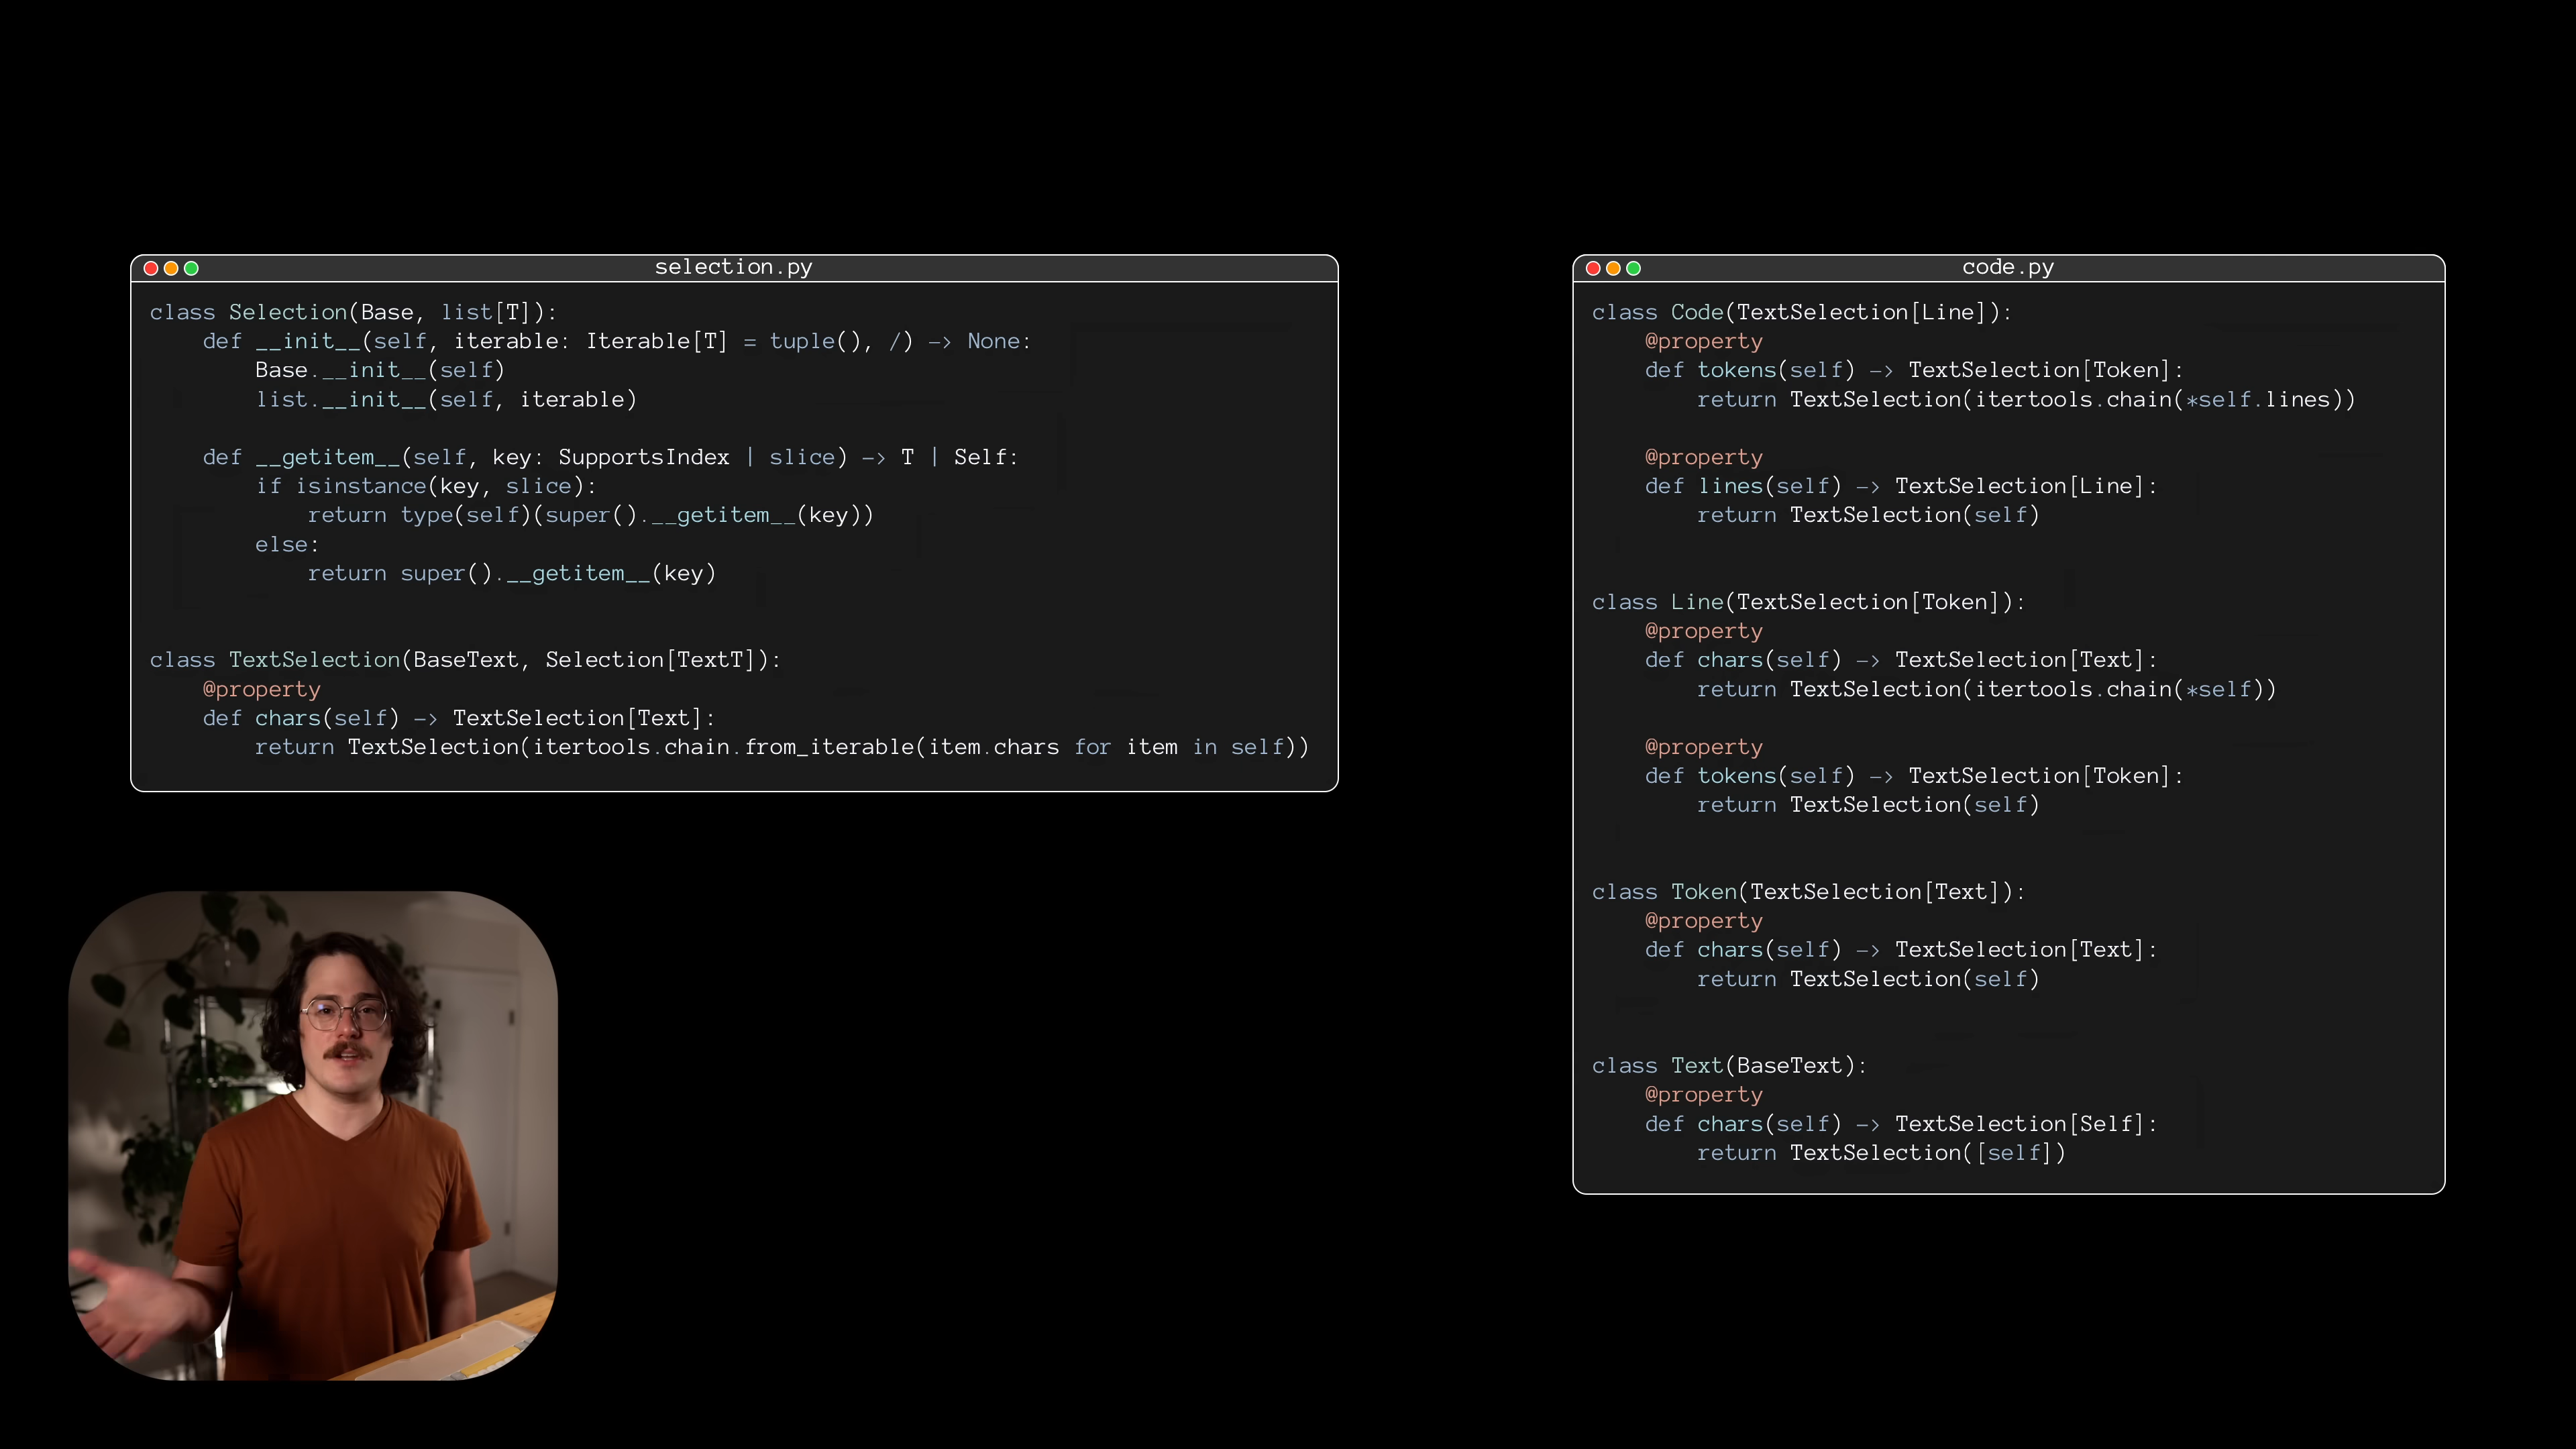 selection.py
class Selection(Base, list[T]):
    def __init__(self, iterable: Iterable[T] = tuple(), /) -> None:
        Base.__init__(self)
        list.__init__(self, iterable)
    def __getitem__(self, key: SupportsIndex | slice) -> T | Self:
        if isinstance(key, slice):
            return type(self)(super().__getitem__(key))
        else:
            return super().__getitem__(key)
class TextSelection(BaseText, Selection[TextT]):
    @property
    def chars(self) -> TextSelection[Text]:
        return TextSelection(itertools.chain.from_iterable(item.chars for item in self))
code.py
class Code(TextSelection[Line]):
    @property
    def tokens(self) -> TextSelection[Token]:
        return TextSelection(itertools.chain(*self.lines))
    @property
    def lines(self) -> TextSelection[Line]:
        return TextSelection(self)
class Line(TextSelection[Token]):
    @property
    def chars(self) -> TextSelection[Text]:
        return TextSelection(itertools.chain(*self))
    @property
    def tokens(self) -> TextSelection[Token]:
        return TextSelection(self)
class Token(TextSelection[Text]):
    @property
    def chars(self) -> TextSelection[Text]:
        return TextSelection(self)
class Text(BaseText):
    @property
    def chars(self) -> TextSelection[Self]:
        return TextSelection([self])